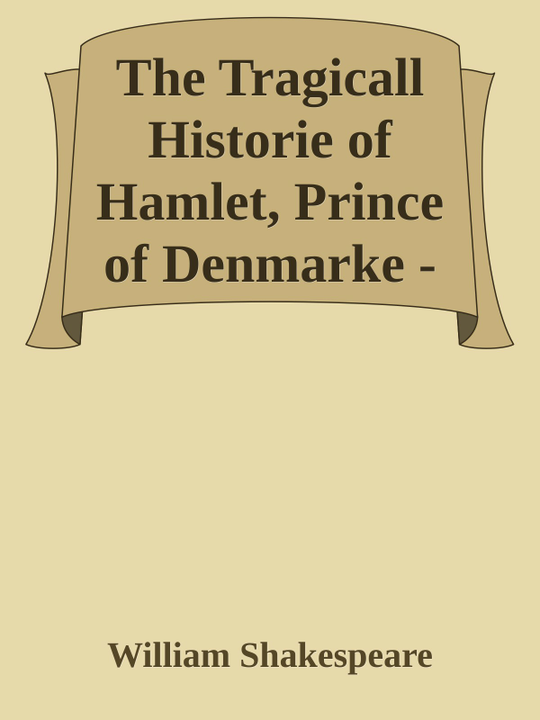 The Tragicall
Historie of
Hamlet, Prince
of Denmarke -
William Shakespeare